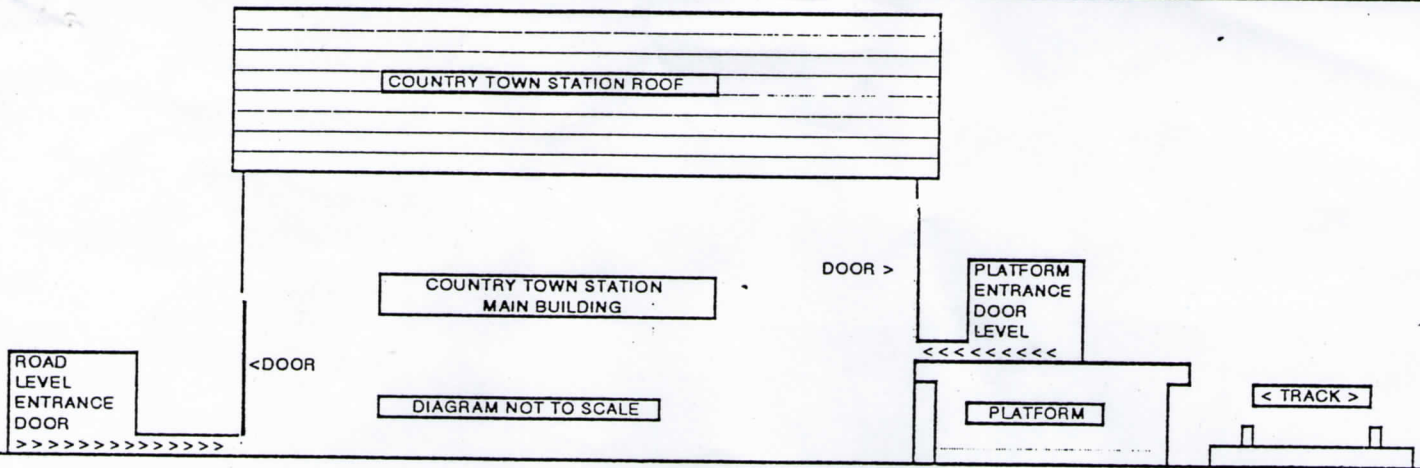 COUNTRY TOWN STATION ROOF
DOOR >
PLATFORM
ENTRANCE
DOOR
LEVEL
< < < < < < < < <
COUNTRY TOWN STATION
MAIN BUILDING
ROAD
LEVEL
ENTRANCE
DOOR
> > > > > > > > > > > > > >
<DOOR
DIAGRAM NOT TO SCALE
PLATFORM
< TRACK >